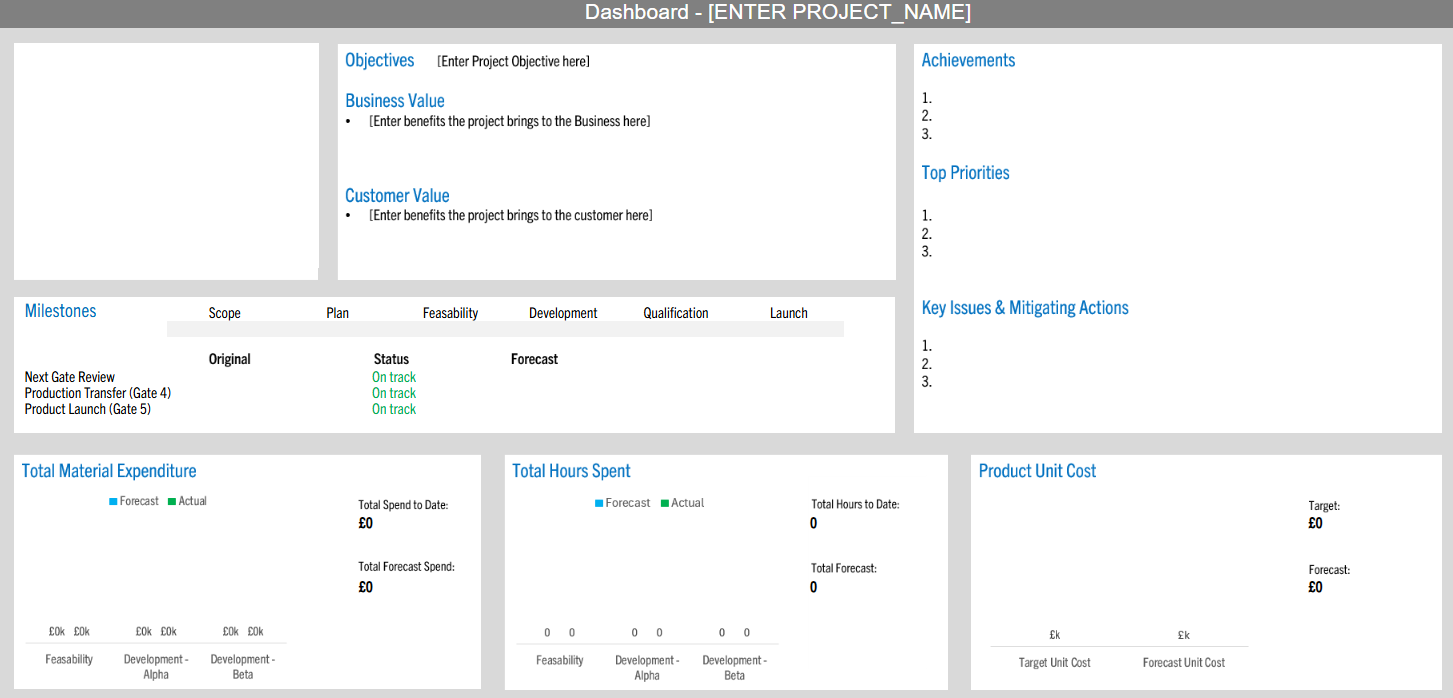 Dashboard - [ENTER PROJECT_NAME]
Objectives [Enter Project Objective here]
Business Value
• [Enter benefits the project brings to the Business here]
Customer Value
• [Enter benefits the project brings to the customer here]
Achievements
1.
2.
3.
Top Priorities
1.
2.
3.
Key Issues & Mitigating Actions
1.
2.
3.
Milestones Scope Plan Feasability Development Qualification Launch
Original Status Forecast
Next Gate Review On track
Production Transfer (Gate 4) On track
Product Launch (Gate 5) On track
Total Material Expenditure
Forecast Actual
Total Spend to Date:
£0
Total Forecast Spend:
£0
£0k £0k £0k £0k £0k £0k
Feasability Development - Development -
Alpha Beta
Total Hours Spent
Forecast Actual
Total Hours to Date:
0
Total Forecast:
0
0 0 0 0 0 0
Feasability Development - Development -
Alpha Beta
Product Unit Cost
Target:
£0
Forecast:
£0
£k £k
Target Unit Cost Forecast Unit Cost